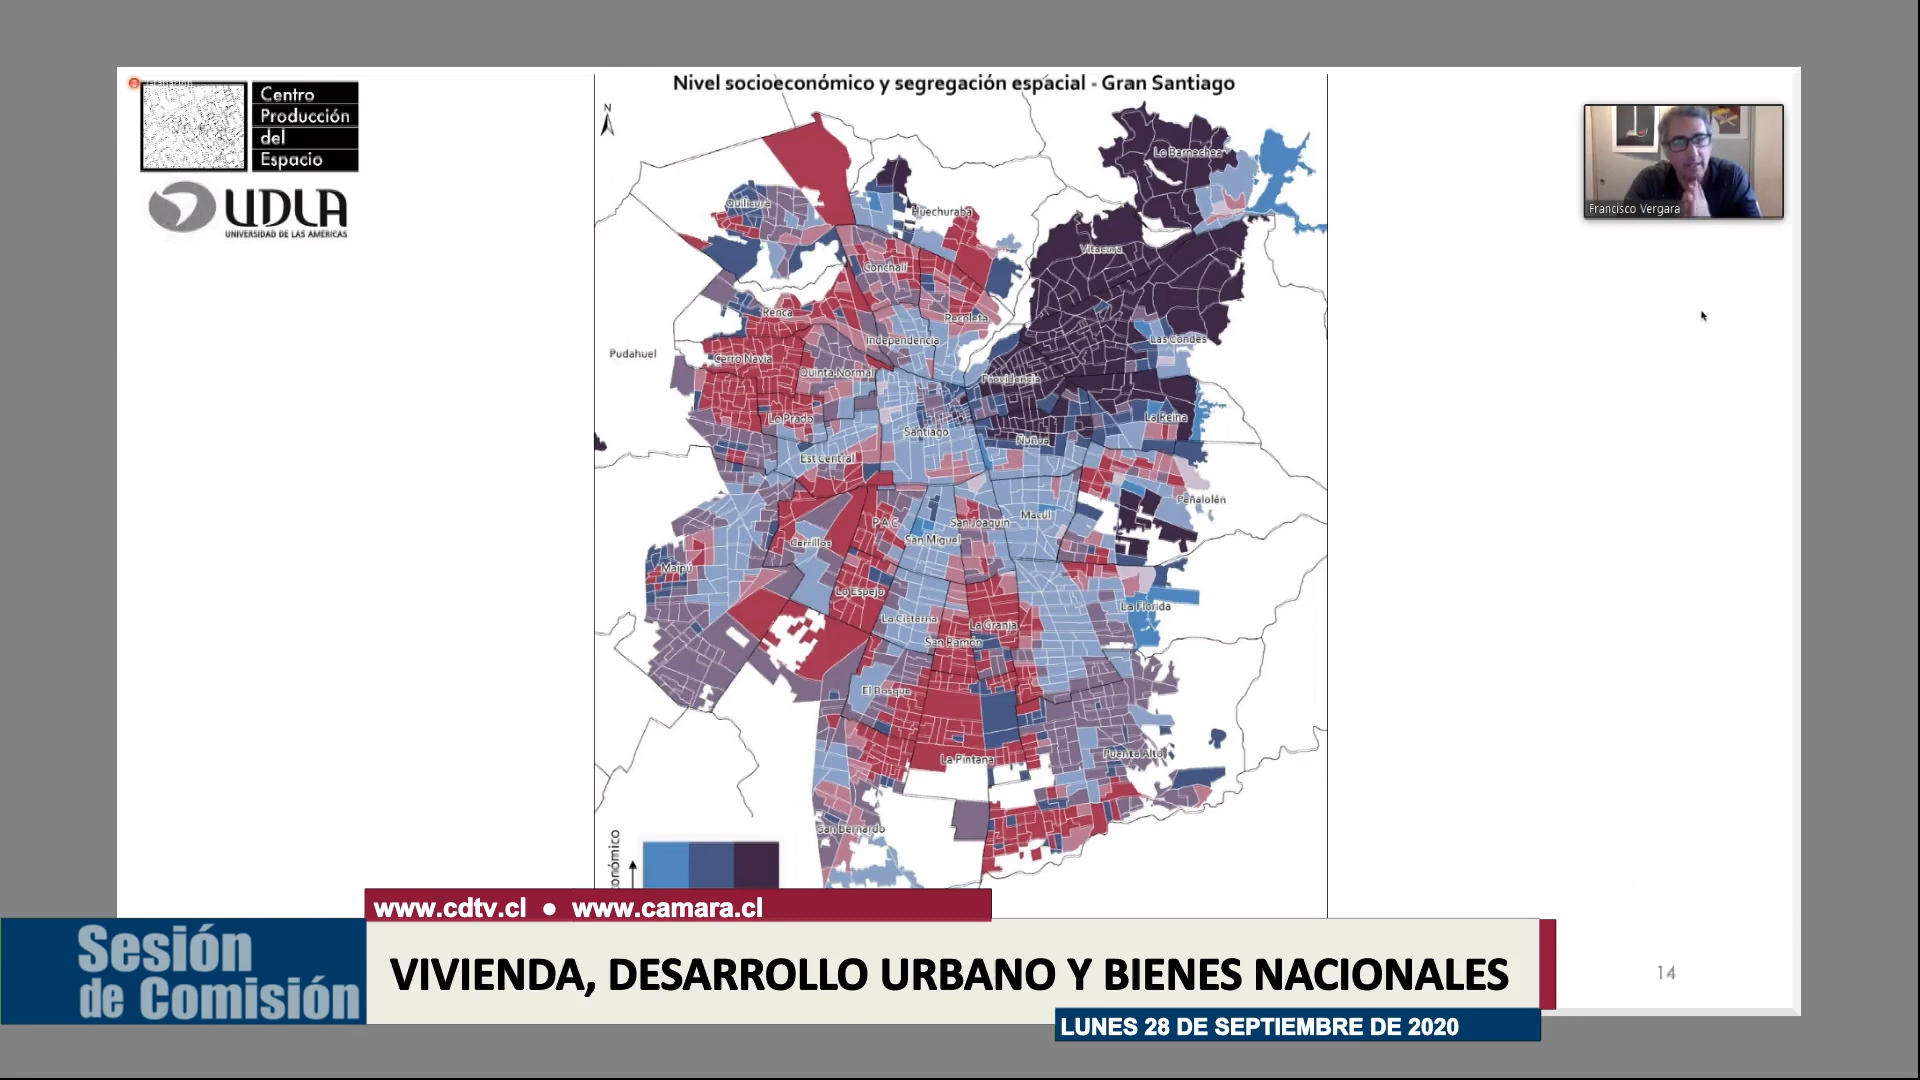 Grabación
Centro
Producción
del
Espacio
UDLA
UNIVERSIDAD DE LAS AMÉRICAS
Nivel socioeconómico y segregación espacial - Gran Santiago
N
Lo Barnechea
Quilicura
Huechuraba
Vitacura
Conchalí
Renca
Recoleta
Independencia
Las Condes
Pudahuel
Cerro Navia
Quinta Normal
Providencia
Lo Prado
La Reina
Santiago
Ñuñoa
Est Central
Peñalolén
P.A.C
San Joaquín
Macul
Cerrillos
San Miguel
Maipú
Lo Espejo
La Florida
La Cisterna
La Granja
San Ramón
El Bosque
Puente Alto
La Pintana
San Bernardo
onómico
Francisco Vergara
www.cdtv.cl ● www.camara.cl
Sesión
de Comisión
VIVIENDA, DESARROLLO URBANO Y BIENES NACIONALES
14
LUNES 28 DE SEPTIEMBRE DE 2020